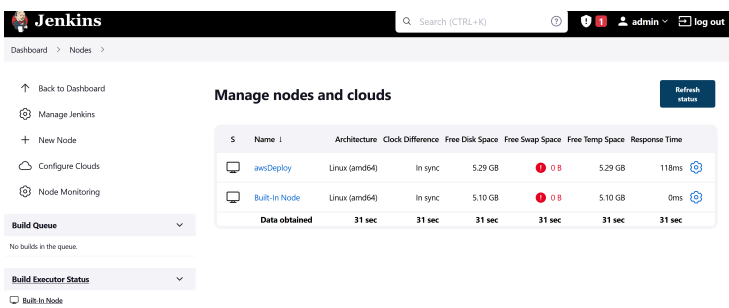 Jenkins
Search (CTRL+K)
1
admin
log out
Dashboard > Nodes >
Back to Dashboard
Manage Jenkins
New Node
Configure Clouds
Node Monitoring
Build Queue
No builds in the queue.
Build Executor Status
Built-In Node
Manage nodes and clouds
Refresh status
S Name ↓ Architecture Clock Difference Free Disk Space Free Swap Space Free Temp Space Response Time
awsDeploy Linux (amd64) In sync 5.29 GB 0 B 5.29 GB 118ms
Built-In Node Linux (amd64) In sync 5.10 GB 0 B 5.10 GB 0ms
Data obtained 31 sec 31 sec 31 sec 31 sec 31 sec 31 sec